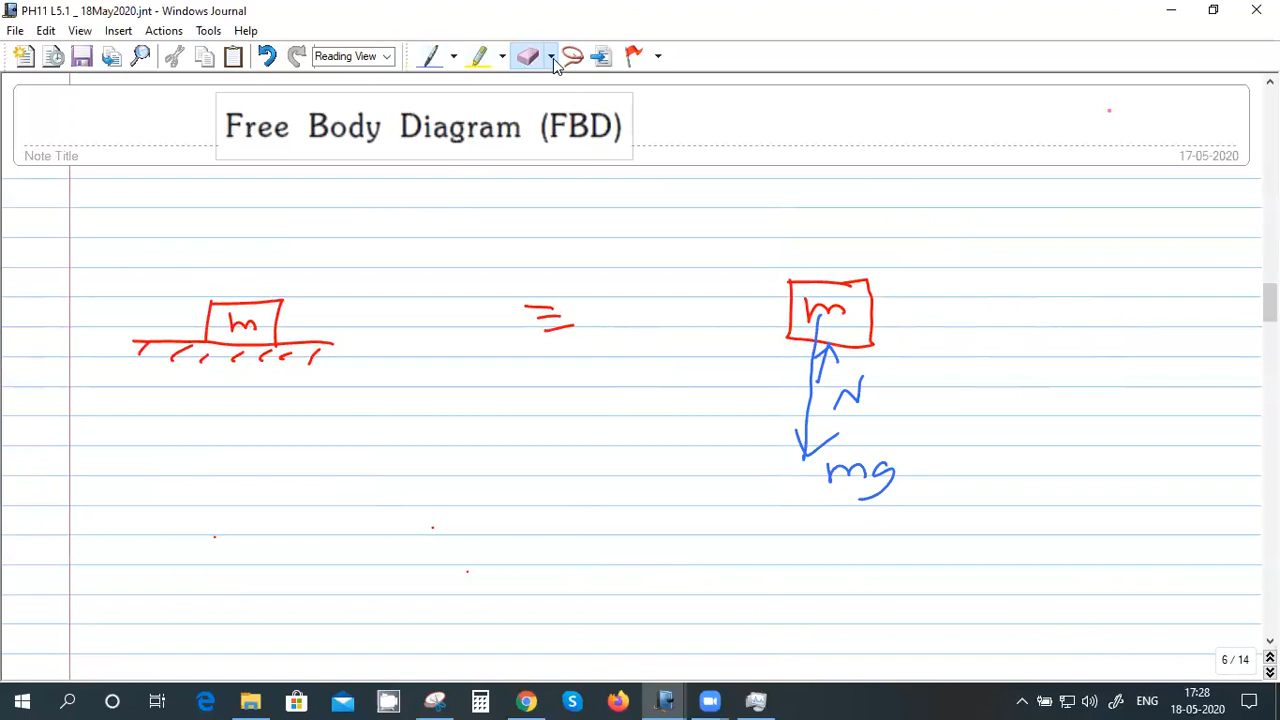 PH11 L5.1 _ 18May2020.jnt - Windows Journal
File Edit View Insert Actions Tools Help
Reading View
Free Body Diagram (FBD)
Note Title
17-05-2020
m
=
m
N
mg
6 / 14
ENG
17:28
18-05-2020